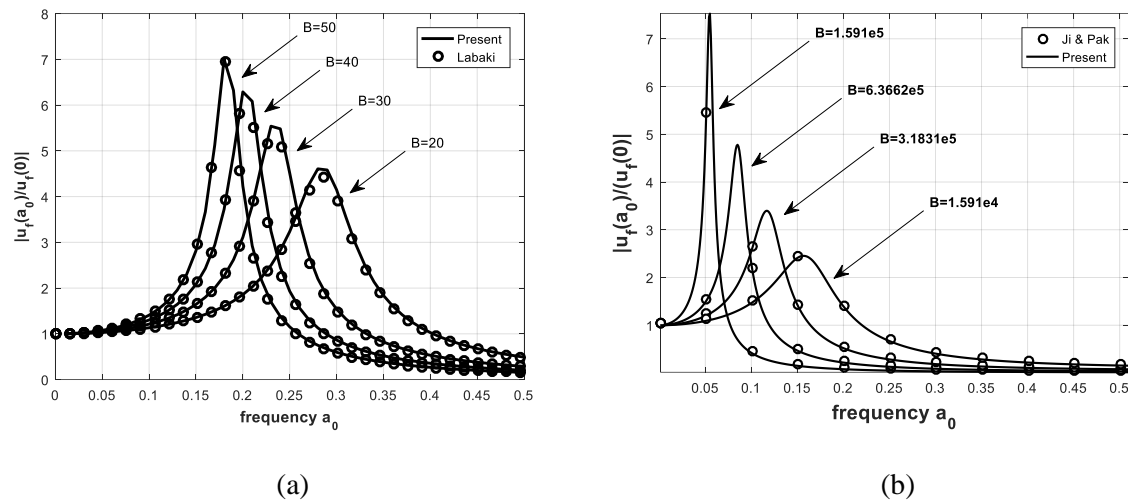 8
7
6
5
4
3
2
1
0
|u_f(a_0)/u_f(0)|
B=50
B=40
B=30
B=20
Present
Labaki
0 0.05 0.1 0.15 0.2 0.25 0.3 0.35 0.4 0.45 0.5
frequency a_0
(a)
7
6
5
4
3
2
1
|u_f(a_0)/(u_f(0)|
B=1.591e5
B=6.3662e5
B=3.1831e5
B=1.591e4
Ji & Pak
Present
0.05 0.1 0.15 0.2 0.25 0.3 0.35 0.4 0.45 0.5
frequency a_0
(b)